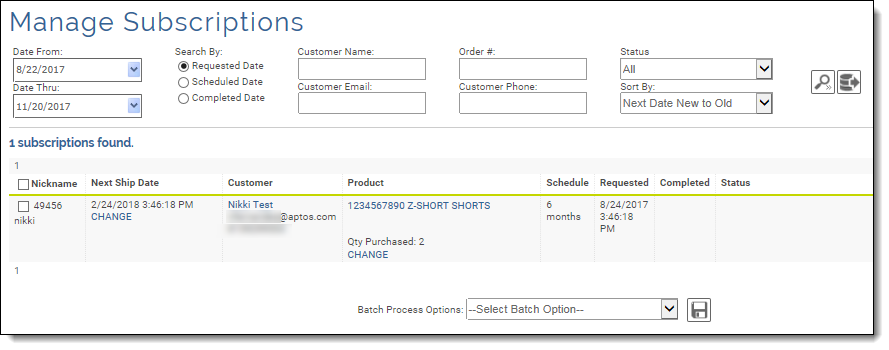 Manage Subscriptions
Date From:
8/22/2017
Date Thru:
11/20/2017
Search By:
Requested Date
Scheduled Date
Completed Date
Customer Name:
Customer Email:
Order #:
Customer Phone:
Status
All
Sort By:
Next Date New to Old
1 subscriptions found.
1
Nickname Next Ship Date Customer Product Schedule Requested Completed Status
49456 nikki
2/24/2018 3:46:18 PM
CHANGE
Nikki Test
@aptos.com
1234567890 Z-SHORT SHORTS
Qty Purchased: 2
CHANGE
6
months
8/24/2017
3:46:18
PM
1
Batch Process Options: --Select Batch Option--